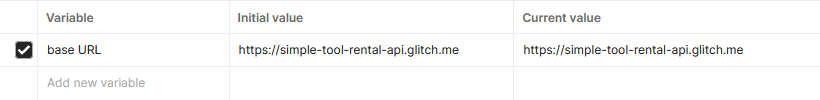 Variable Initial value Current value
base URL https://simple-tool-rental-api.glitch.me https://simple-tool-rental-api.glitch.me
Add new variable